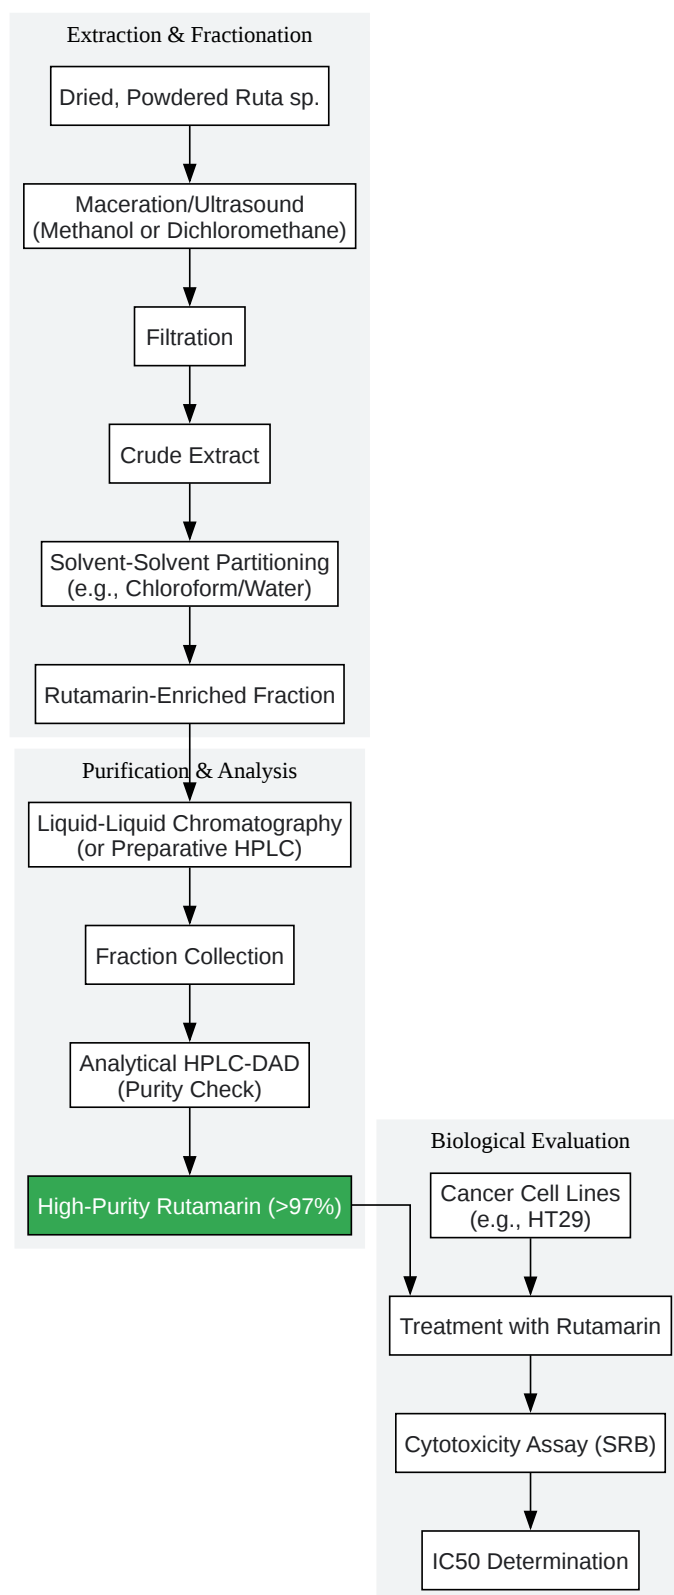 Extraction & Fractionation
Dried, Powdered Ruta sp.
Maceration/Ultrasound
(Methanol or Dichloromethane)
Filtration
Crude Extract
Solvent-Solvent Partitioning
(e.g., Chloroform/Water)
Rutamarin-Enriched Fraction
Purification & Analysis
Liquid-Liquid Chromatography
(or Preparative HPLC)
Fraction Collection
Analytical HPLC-DAD
(Purity Check)
High-Purity Rutamarin (>97%)
Biological Evaluation
Cancer Cell Lines
(e.g., HT29)
Treatment with Rutamarin
Cytotoxicity Assay (SRB)
IC50 Determination